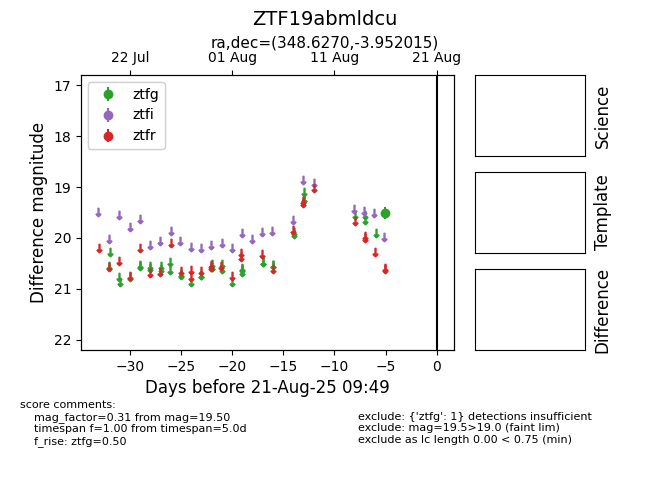 ZTF19abmldcu
ra,dec=(348.6270,-3.952015)
22 Jul 01 Aug 11 Aug 21 Aug
ztfg
ztfi
ztfr
17
18
19
20
21
22
Difference magnitude
−30 −25 −20 −15 −10 −5 0
Days before 21-Aug-25 09:49
Science
Template
Difference
score comments:
mag_factor=0.31 from mag=19.50
timespan f=1.00 from timespan=5.0d
f_rise: ztfg=0.50
exclude: {'ztfg': 1} detections insufficient
exclude: mag=19.5>19.0 (faint lim)
exclude as lc length 0.00 < 0.75 (min)